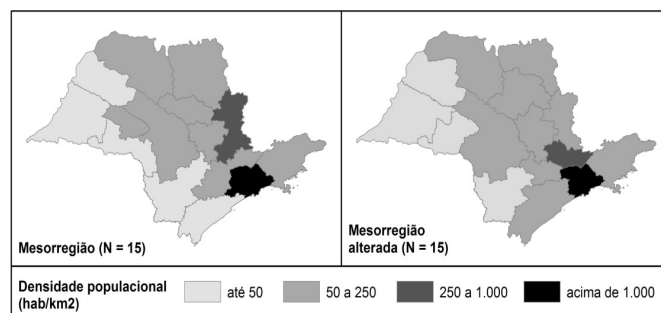 Mesorregião (N = 15)
Mesorregião
alterada (N = 15)
Densidade populacional
(hab/km2)
até 50
50 a 250
250 a 1.000
acima de 1.000